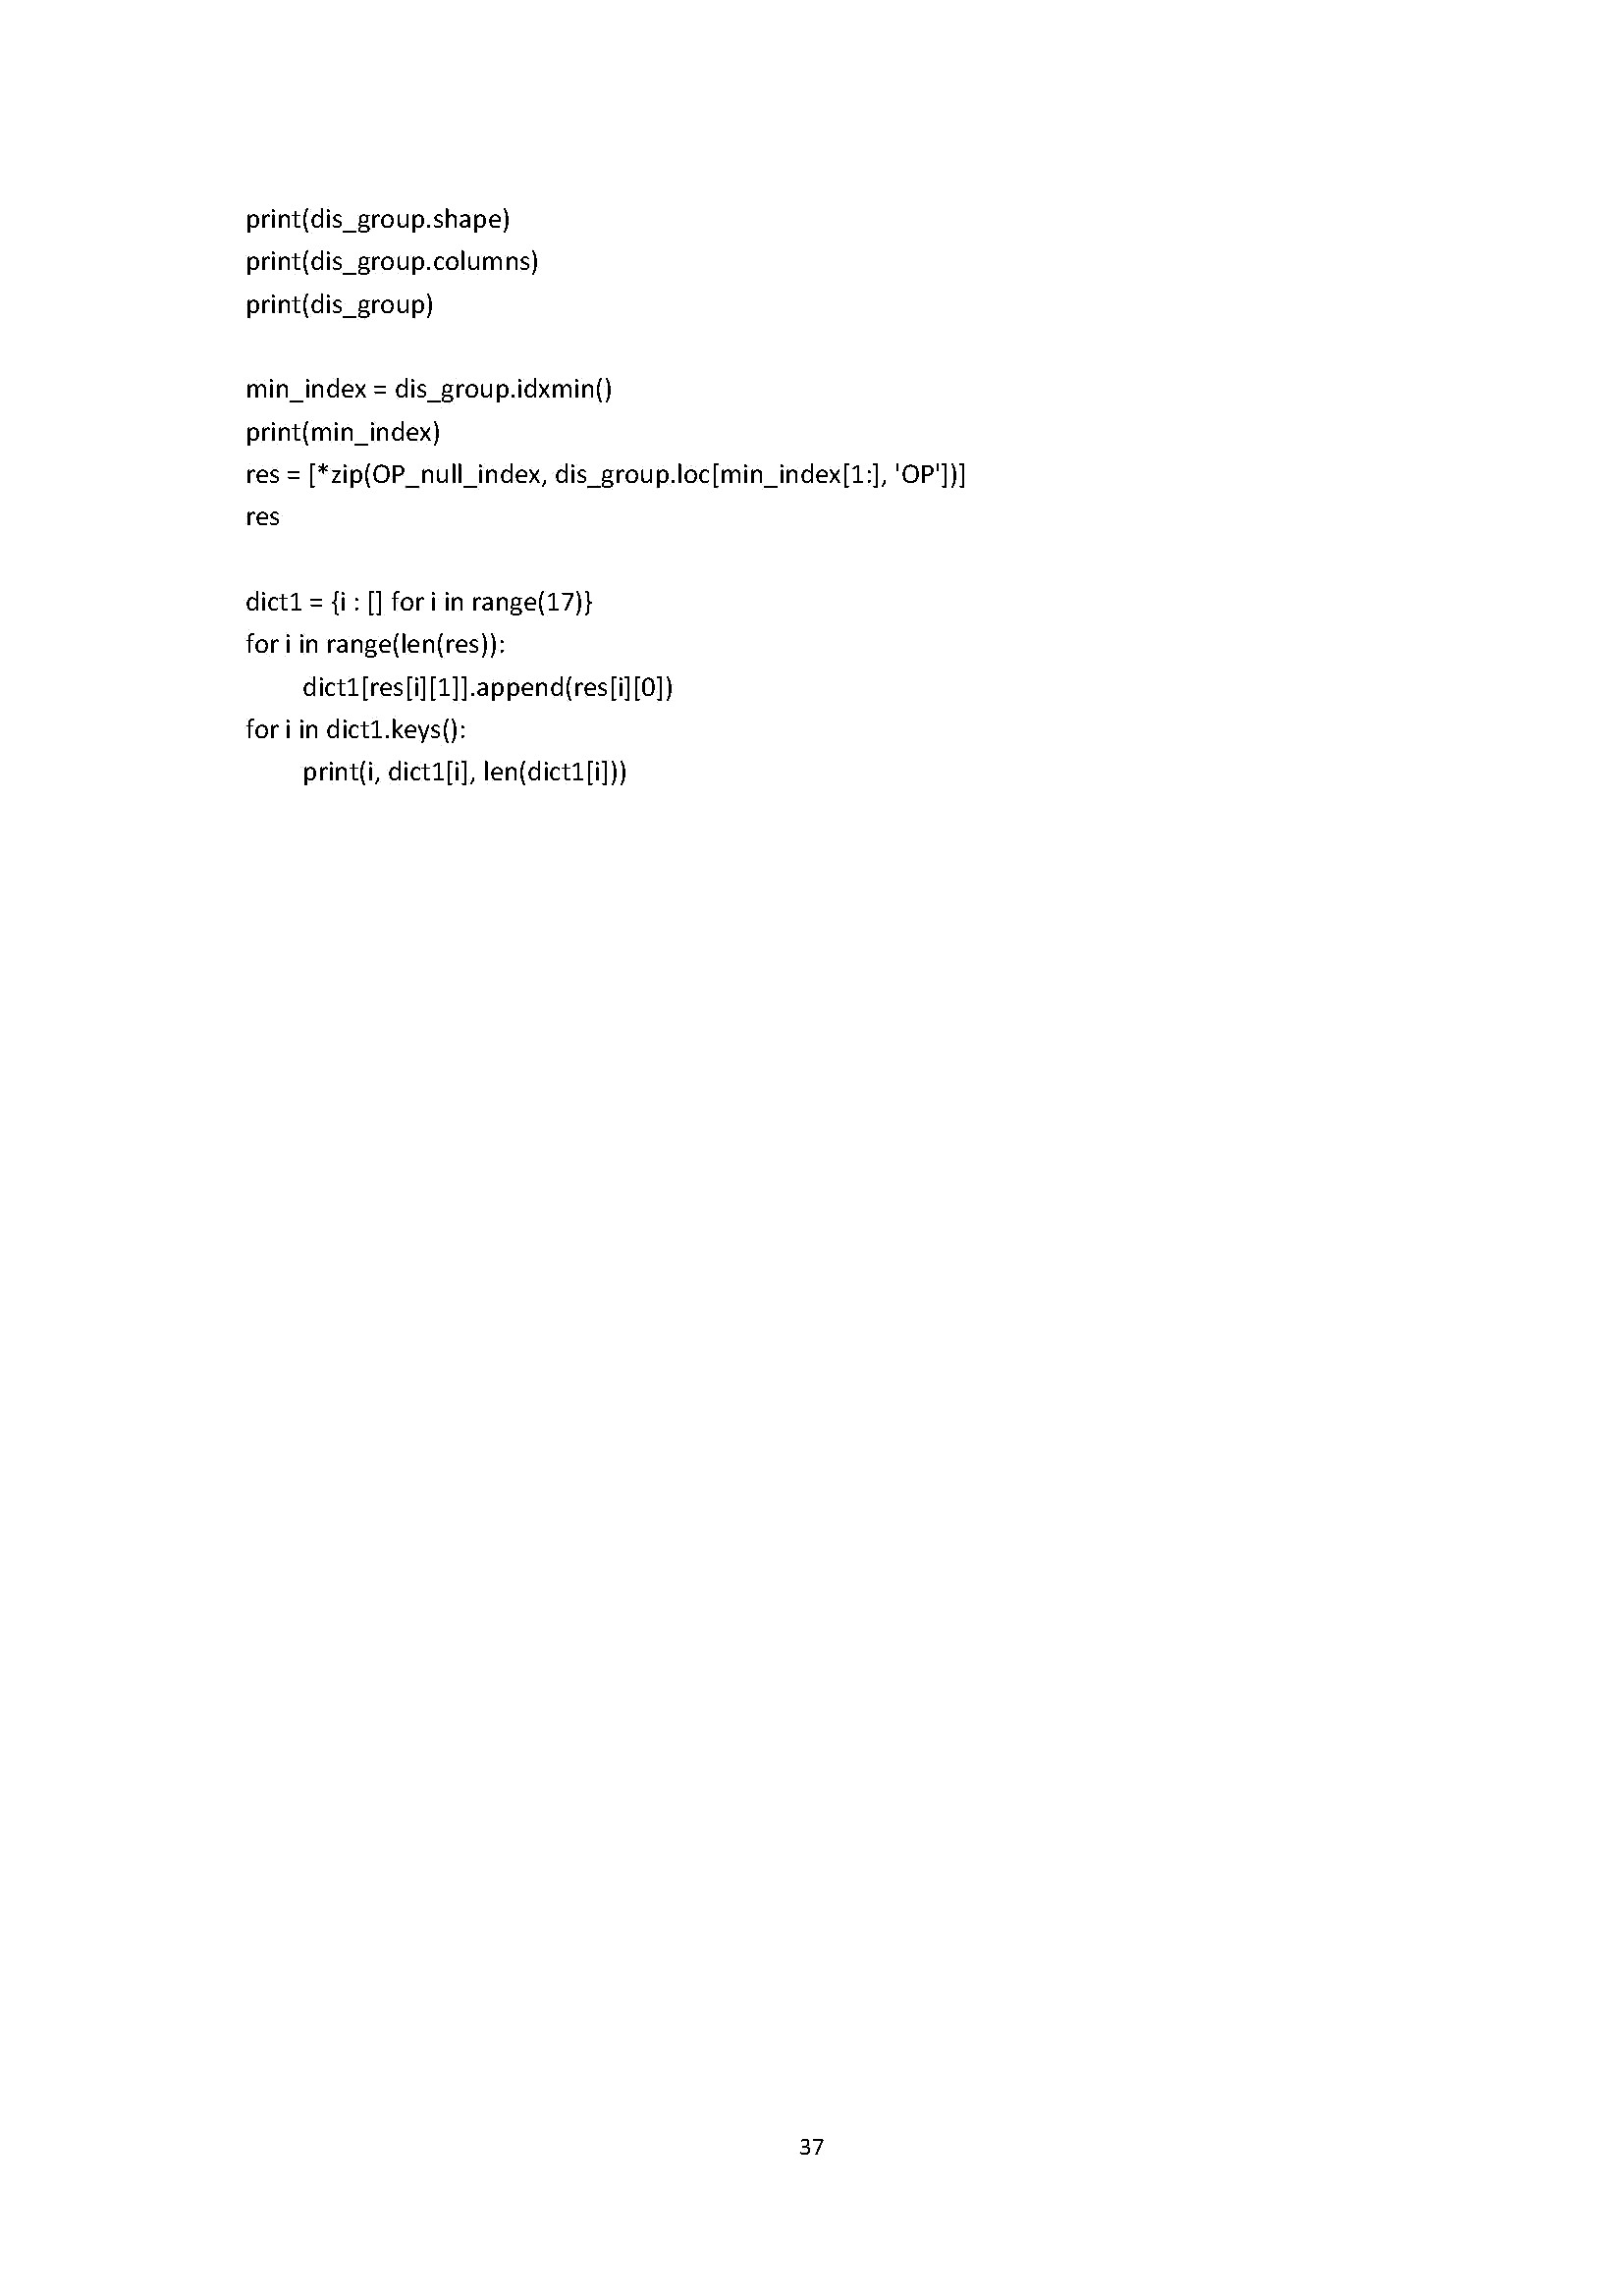 print(dis_group.shape)
print(dis_group.columns)
print(dis_group)
min_index = dis_group.idxmin()
print(min_index)
res = [*zip(OP_null_index, dis_group.loc[min_index[1:], 'OP'])]
res
dict1 = {i : [] for i in range(17)}
for i in range(len(res)):
    dict1[res[i][1]].append(res[i][0])
for i in dict1.keys():
    print(i, dict1[i], len(dict1[i]))
37